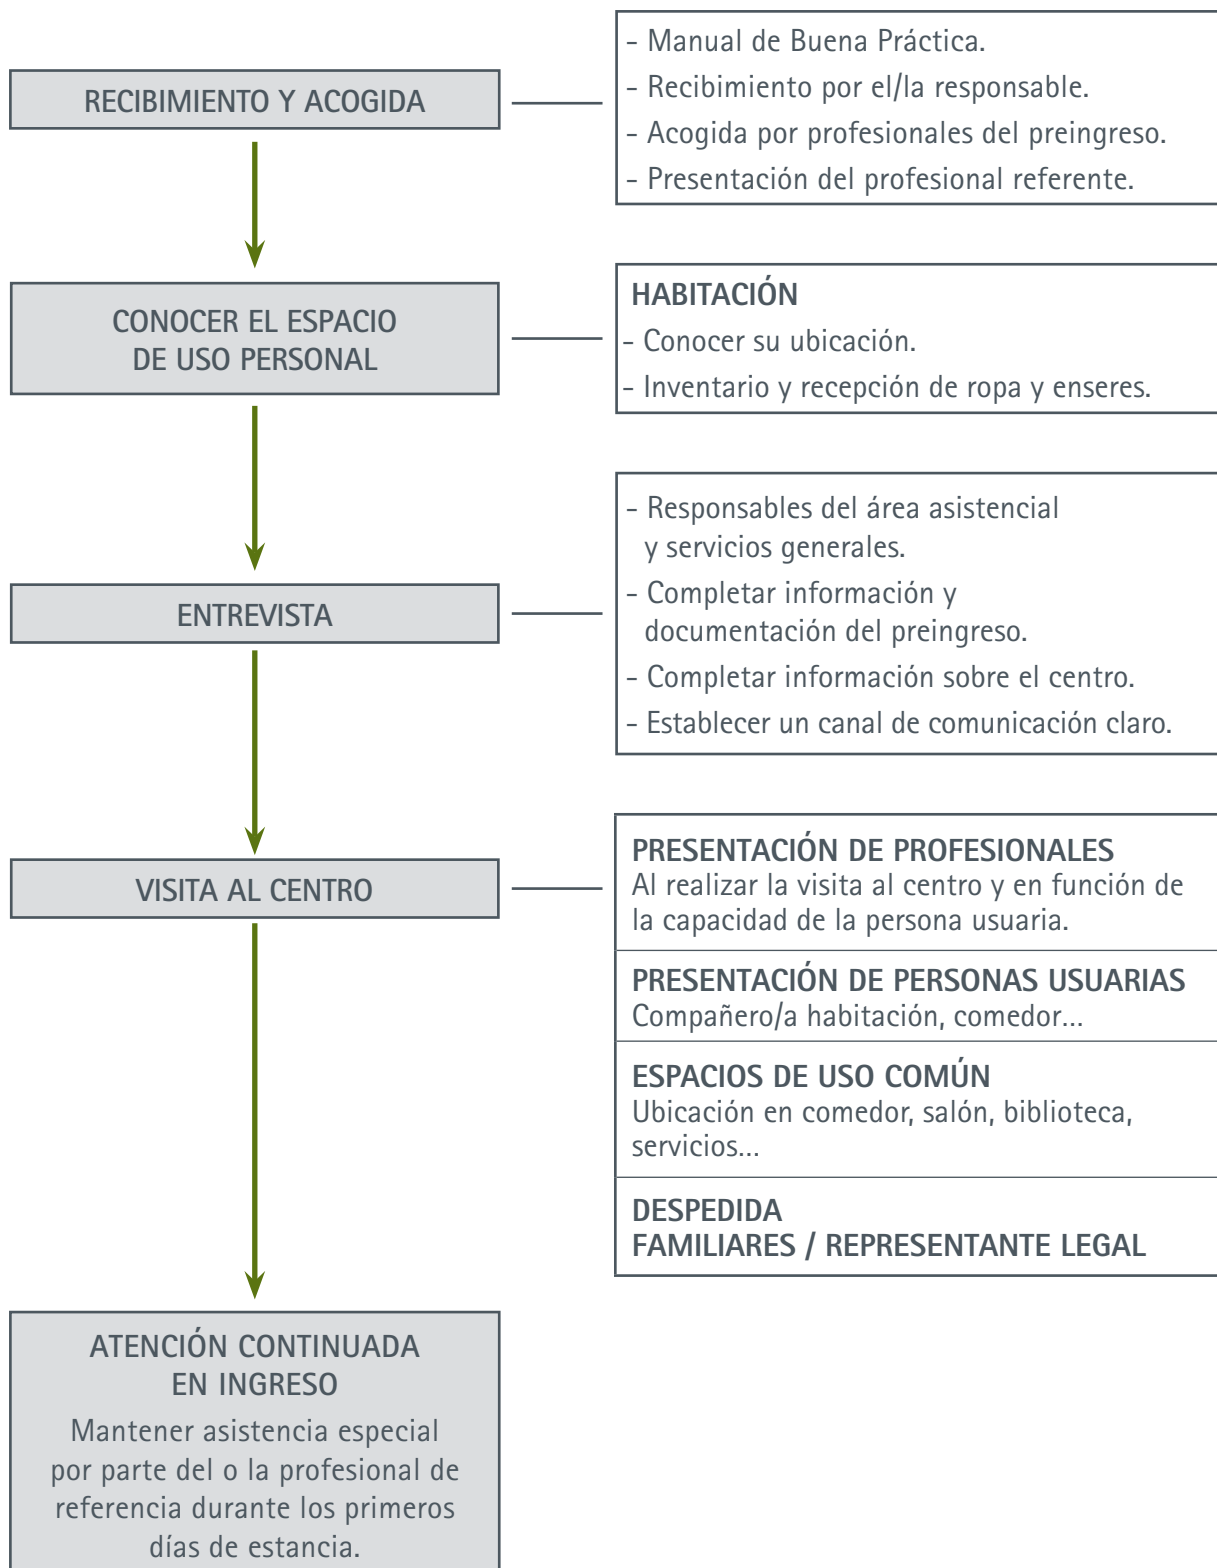 RECIBIMIENTO Y ACOGIDA
- Manual de Buena Práctica.
- Recibimiento por el/la responsable.
- Acogida por profesionales del preingreso.
- Presentación del profesional referente.
CONOCER EL ESPACIO
DE USO PERSONAL
HABITACIÓN
- Conocer su ubicación.
- Inventario y recepción de ropa y enseres.
ENTREVISTA
- Responsables del área asistencial
y servicios generales.
- Completar información y
documentación del preingreso.
- Completar información sobre el centro.
- Establecer un canal de comunicación claro.
VISITA AL CENTRO
PRESENTACIÓN DE PROFESIONALES
Al realizar la visita al centro y en función de
la capacidad de la persona usuaria.
PRESENTACIÓN DE PERSONAS USUARIAS
Compañero/a habitación, comedor...
ESPACIOS DE USO COMÚN
Ubicación en comedor, salón, biblioteca,
servicios...
DESPEDIDA
FAMILIARES / REPRESENTANTE LEGAL
ATENCIÓN CONTINUADA
EN INGRESO
Mantener asistencia especial
por parte del o la profesional de
referencia durante los primeros
días de estancia.